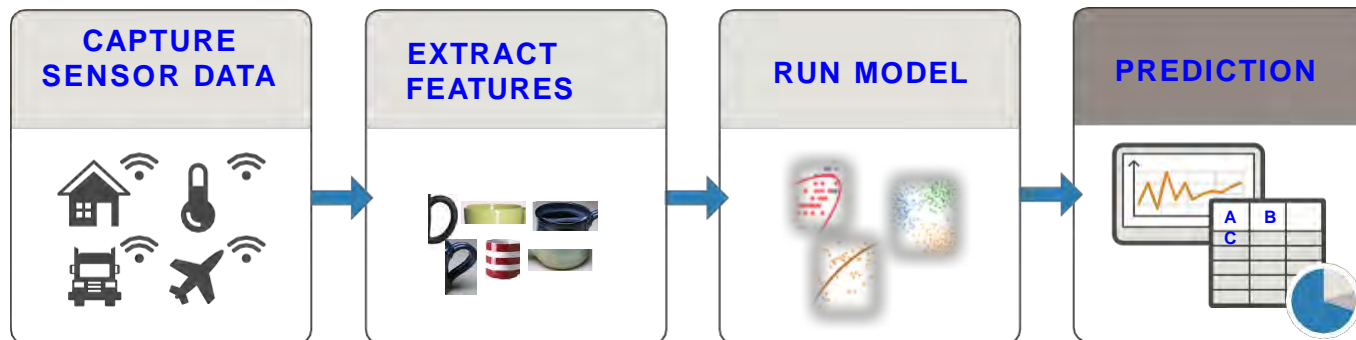 CAPTURE
SENSOR DATA
EXTRACT
FEATURES
RUN MODEL
PREDICTION
A B
C